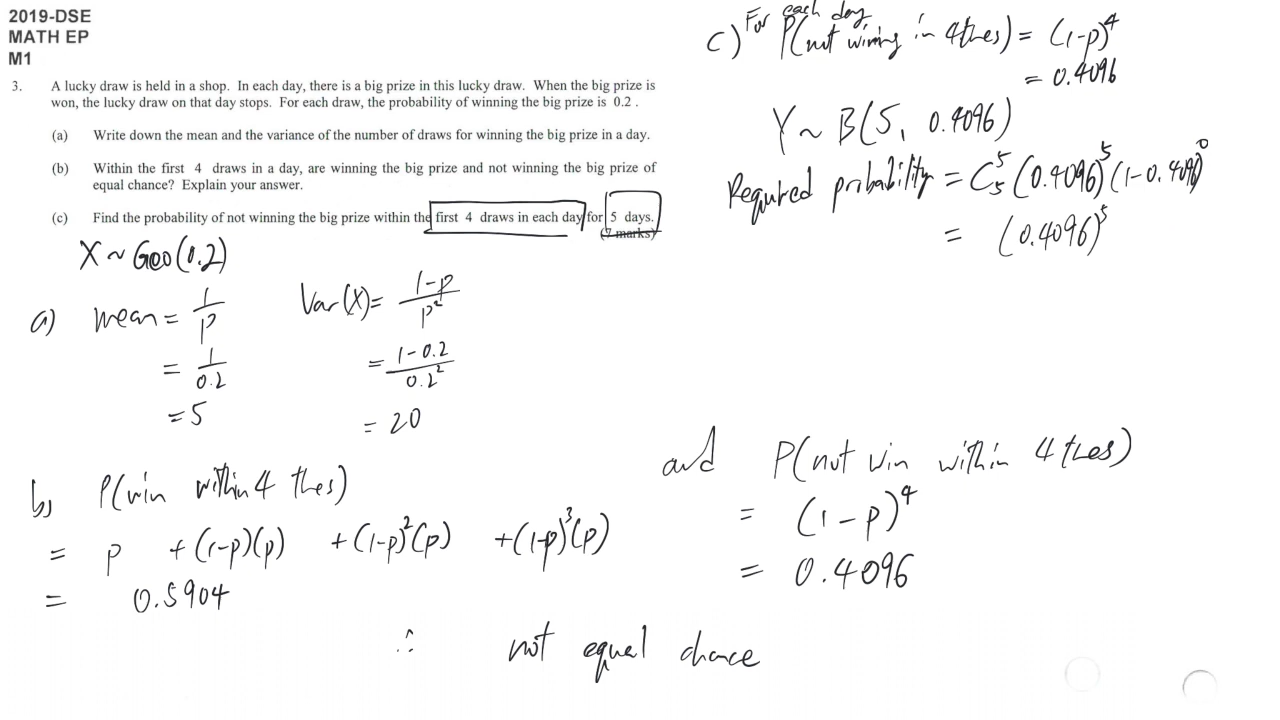 2019-DSE
MATH EP
M1
3. A lucky draw is held in a shop. In each day, there is a big prize in this lucky draw. When the big prize is
won, the lucky draw on that day stops. For each draw, the probability of winning the big prize is 0.2 .
(a) Write down the mean and the variance of the number of draws for winning the big prize in a day.
(b) Within the first 4 draws in a day, are winning the big prize and not winning the big prize of
equal chance? Explain your answer.
(c) Find the probability of not winning the big prize within the first 4 draws in each day for 5 days.
(7 marks)
X ~ Geo(0.2)
a) mean = 1/p
= 1/0.2
= 5
Var(X) = (1-p)/p²
= (1-0.2)/0.2²
= 20
b) P(win within 4 times)
= p + (1-p)(p) + (1-p)²(p) + (1-p)³(p)
= 0.5904
and P(not win within 4 times)
= (1-p)⁴
= 0.4096
∴ not equal chance
c) For each day,
P(not wining in 4 times) = (1-p)⁴
= 0.4096
Y ~ B(5, 0.4096)
Required probability = C⁵₅ (0.4096)⁵ (1-0.4096)⁰
= (0.4096)⁵